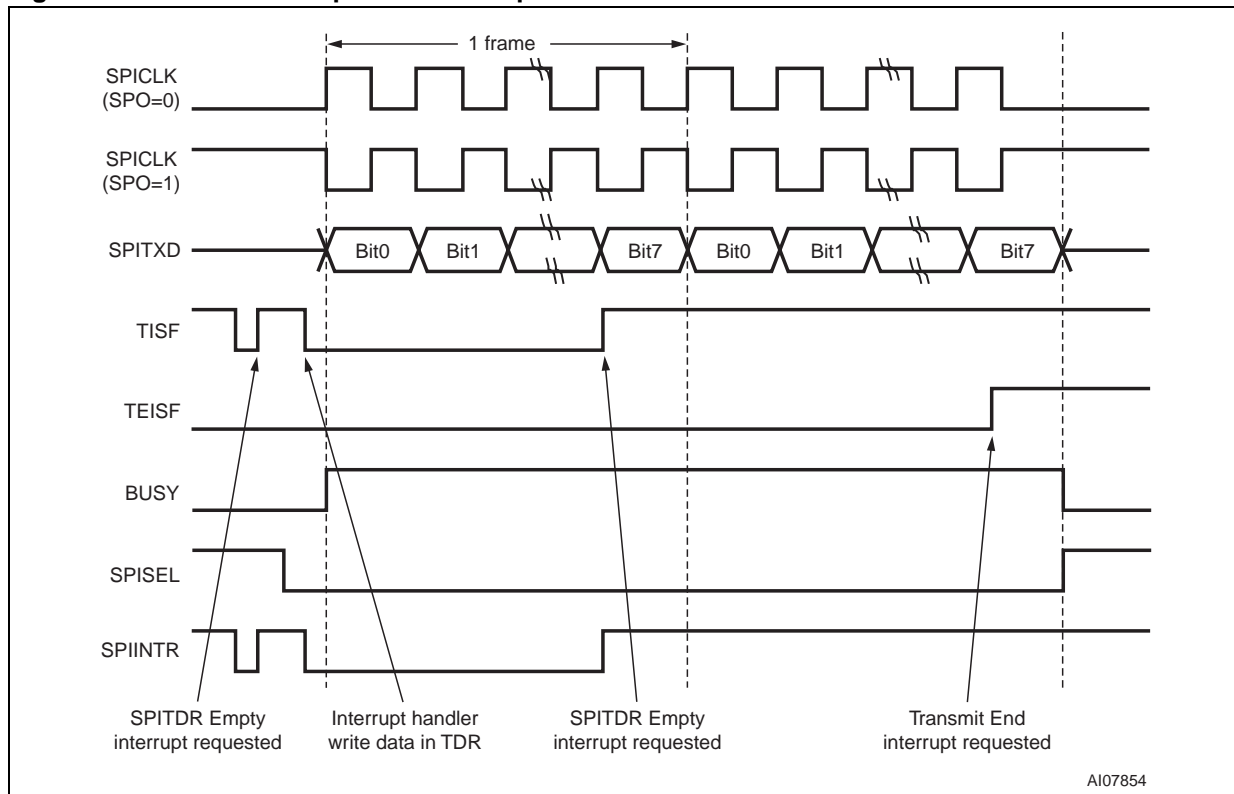 1 frame
SPICLK
(SPO=0)
SPICLK
(SPO=1)
SPITXD
Bit0 Bit1 Bit7 Bit0 Bit1 Bit7
TISF
TEISF
BUSY
SPISEL
SPIINTR
SPITDR Empty
interrupt requested
Interrupt handler
write data in TDR
SPITDR Empty
interrupt requested
Transmit End
interrupt requested
AI07854